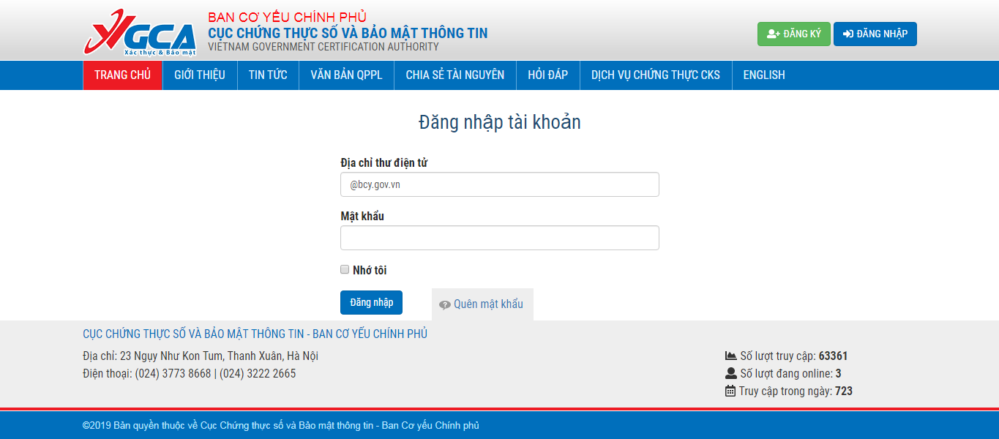 VGCA
Xác thực & Bảo mật
BAN CƠ YẾU CHÍNH PHỦ
CỤC CHỨNG THỰC SỐ VÀ BẢO MẬT THÔNG TIN
VIETNAM GOVERNMENT CERTIFICATION AUTHORITY
ĐĂNG KÝ ĐĂNG NHẬP
TRANG CHỦ GIỚI THIỆU TIN TỨC VĂN BẢN QPPL CHIA SẺ TÀI NGUYÊN HỎI ĐÁP DỊCH VỤ CHỨNG THỰC CKS ENGLISH
Đăng nhập tài khoản
Địa chỉ thư điện tử
@bcy.gov.vn
Mật khẩu
Nhớ tôi
Đăng nhập Quên mật khẩu
CỤC CHỨNG THỰC SỐ VÀ BẢO MẬT THÔNG TIN - BAN CƠ YẾU CHÍNH PHỦ
Địa chỉ: 23 Ngụy Như Kon Tum, Thanh Xuân, Hà Nội
Điện thoại: (024) 3773 8668 | (024) 3222 2665
Số lượt truy cập: 63361
Số lượt đang online: 3
Truy cập trong ngày: 723
©2019 Bản quyền thuộc về Cục Chứng thực số và Bảo mật thông tin - Ban Cơ yếu Chính phủ